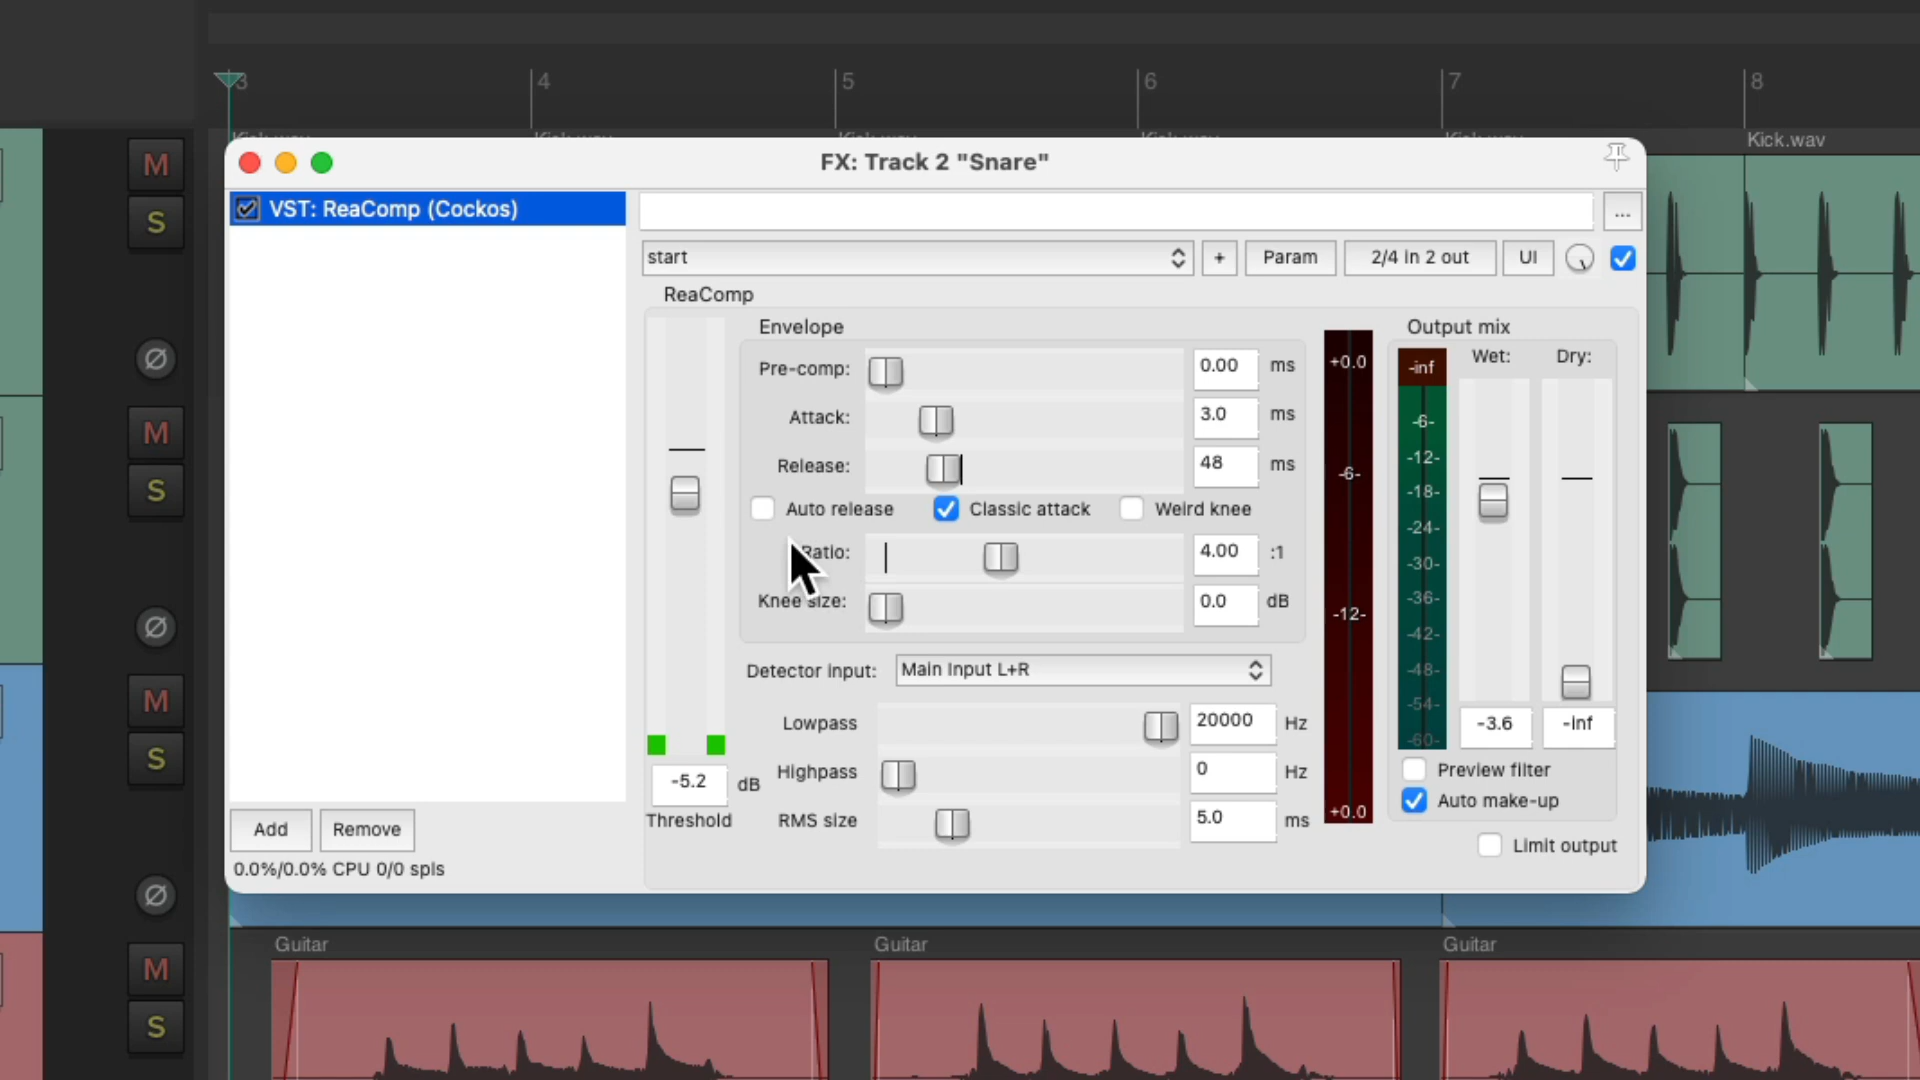 3
4
5
6
7
8
Kick.wav
FX: Track 2 "Snare"
VST: ReaComp (Cockos)
...
start
+
Param
2/4 in 2 out
UI
ReaComp
Envelope
Pre-comp:
0.00
ms
Attack:
3.0
ms
Release:
48
ms
Auto release
Classic attack
Weird knee
Ratio:
4.00
:1
Knee size:
0.0
dB
Detector input:
Main Input L+R
Lowpass
20000
Hz
Highpass
0
Hz
RMS size
5.0
ms
-5.2
dB
Threshold
+0.0
-6-
-12-
+0.0
Output mix
Wet:
Dry:
-inf
-6-
-12-
-18-
-24-
-30-
-36-
-42-
-48-
-54-
-60-
-3.6
-inf
Preview filter
Auto make-up
Limit output
Add
Remove
0.0%/0.0% CPU 0/0 spls
M
S
M
S
M
S
M
S
Guitar
Guitar
Guitar